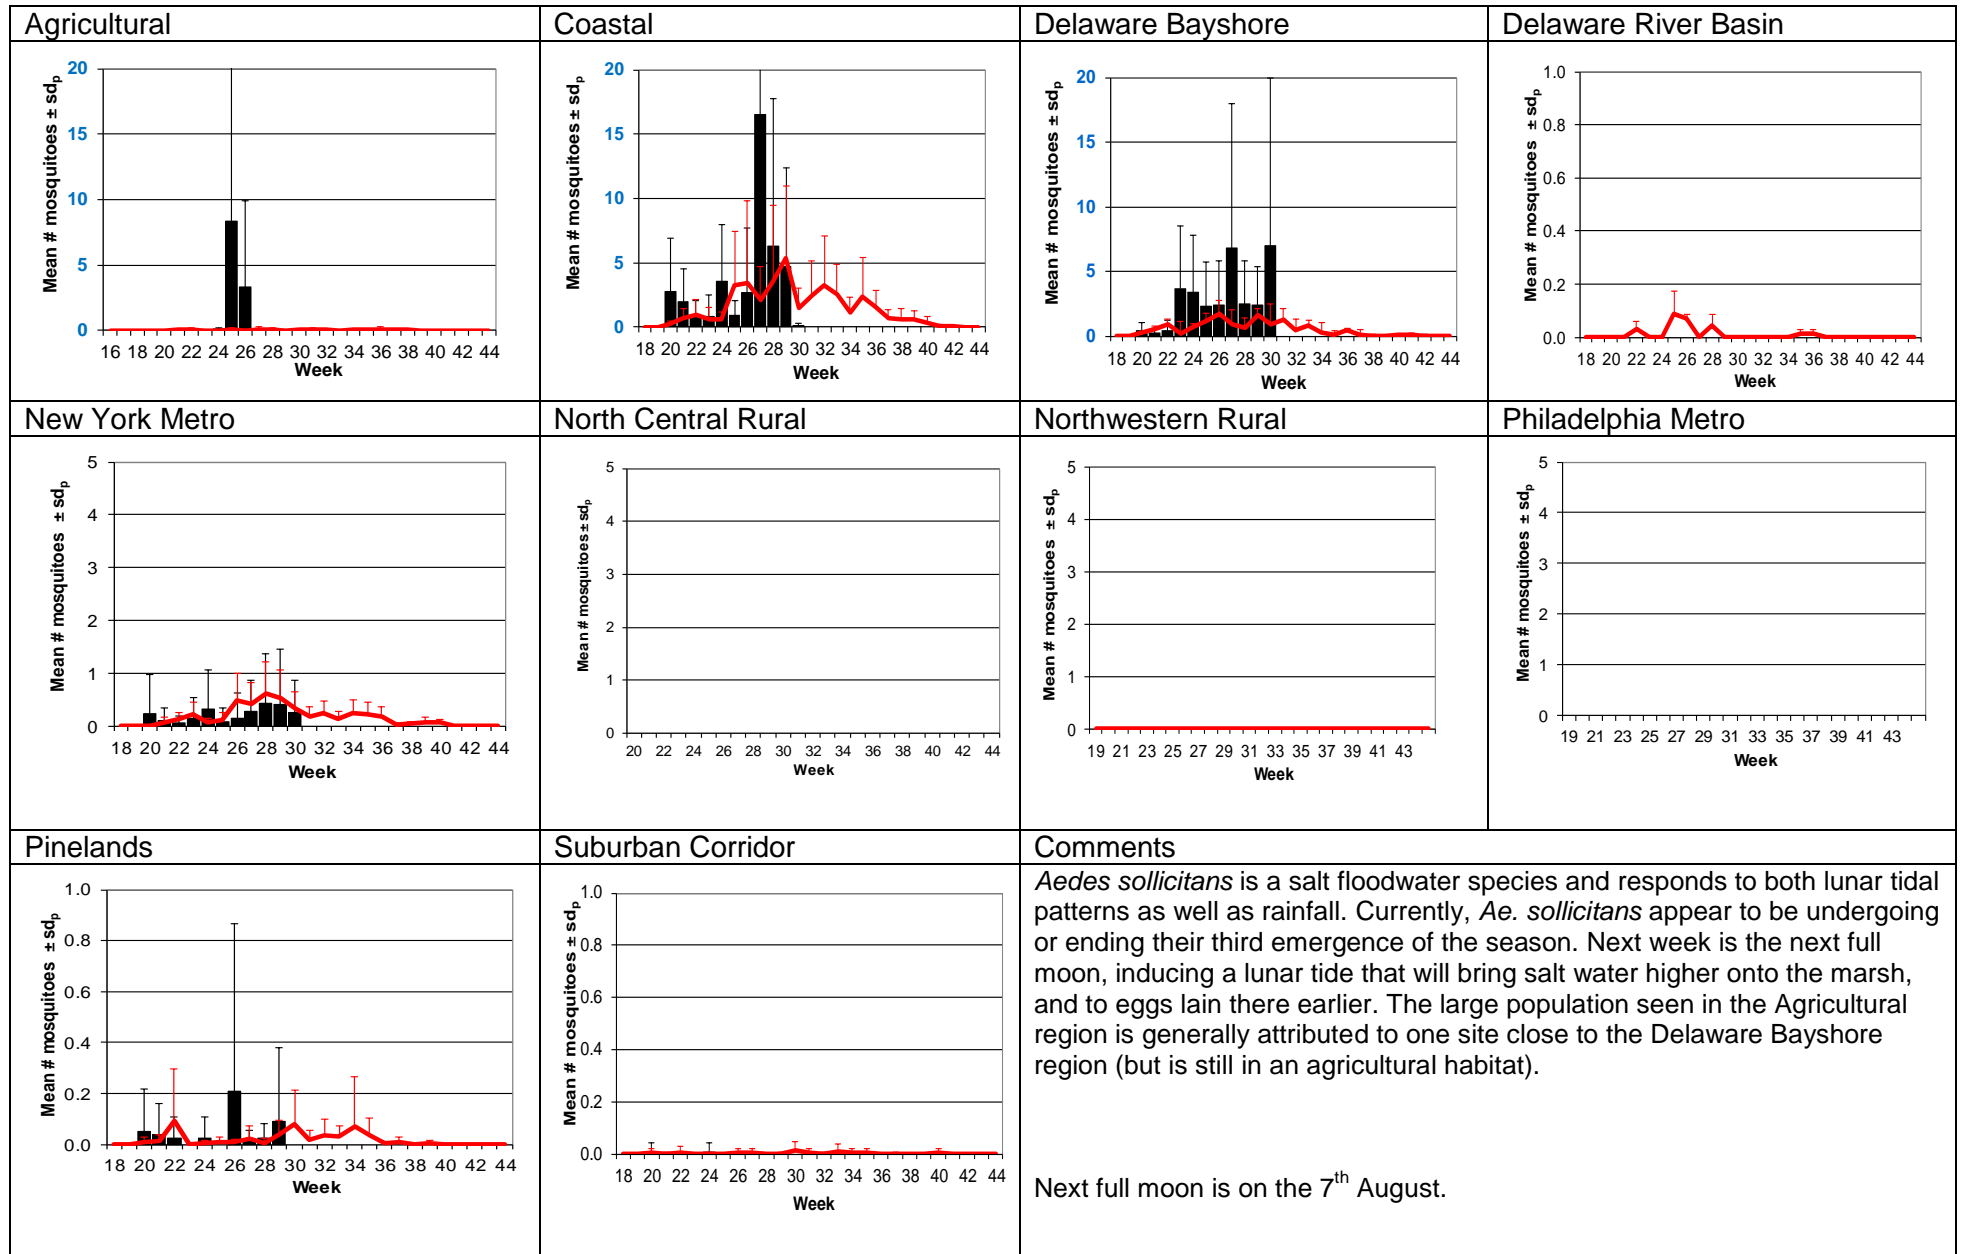 Agricultural
Mean # mosquitoes ± sdp
20
15
10
5
0
16 18 20 22 24 26 28 30 32 34 36 38 40 42 44
Week
Coastal
Mean # mosquitoes ± sdp
20
15
10
5
0
18 20 22 24 26 28 30 32 34 36 38 40 42 44
Week
Delaware Bayshore
Mean # mosquitoes ± sdp
20
15
10
5
0
18 20 22 24 26 28 30 32 34 36 38 40 42 44
Week
Delaware River Basin
Mean # mosquitoes ± sdp
1.0
0.8
0.6
0.4
0.2
0.0
18 20 22 24 26 28 30 32 34 36 38 40 42 44
Week
New York Metro
Mean # mosquitoes ± sdp
5
4
3
2
1
0
18 20 22 24 26 28 30 32 34 36 38 40 42 44
Week
North Central Rural
Mean # mosquitoes ± sdp
5
4
3
2
1
0
20 22 24 26 28 30 32 34 36 38 40 42 44
Week
Northwestern Rural
Mean # mosquitoes ± sdp
5
4
3
2
1
0
19 21 23 25 27 29 31 33 35 37 39 41 43
Week
Philadelphia Metro
Mean # mosquitoes ± sdp
5
4
3
2
1
0
19 21 23 25 27 29 31 33 35 37 39 41 43
Week
Pinelands
Mean # mosquitoes ± sdp
1.0
0.8
0.6
0.4
0.2
0.0
18 20 22 24 26 28 30 32 34 36 38 40 42 44
Week
Suburban Corridor
Mean # mosquitoes ± sdp
1.0
0.8
0.6
0.4
0.2
0.0
18 20 22 24 26 28 30 32 34 36 38 40 42 44
Week
Comments
Aedes sollicitans is a salt floodwater species and responds to both lunar tidal
patterns as well as rainfall. Currently, Ae. sollicitans appear to be undergoing
or ending their third emergence of the season. Next week is the next full
moon, inducing a lunar tide that will bring salt water higher onto the marsh,
and to eggs lain there earlier. The large population seen in the Agricultural
region is generally attributed to one site close to the Delaware Bayshore
region (but is still in an agricultural habitat).
Next full moon is on the 7th August.